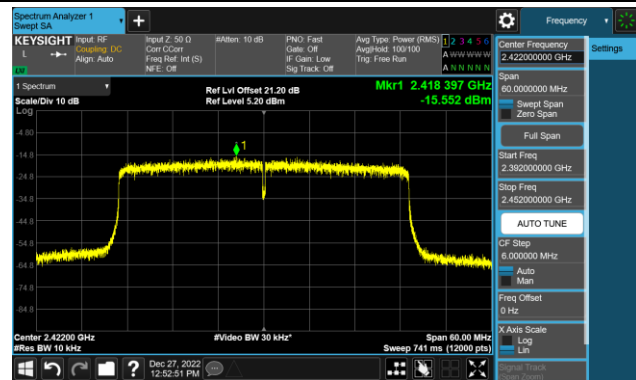 Spectrum Analyzer 1
Swept SA
+
Frequency
KEYSIGHT
L
LW
Input: RF
Coupling: DC
Align: Auto
Input Z: 50 Ω
Corr CCorr
Freq Ref: Int (S)
NFE: Off
#Atten: 10 dB
PNO: Fast
Gate: Off
IF Gain: Low
Sig Track: Off
Avg Type: Power (RMS)
Avg|Hold: 100/100
Trig: Free Run
1 2 3 4 5 6
A W W W W W
A N N N N N
1 Spectrum
Scale/Div 10 dB
Log
Ref Lvl Offset 21.20 dB
Ref Level 5.20 dBm
Mkr1 2.418 397 GHz
-15.552 dBm
1
-4.80
-14.8
-24.8
-34.8
-44.8
-54.8
-64.8
-74.8
-84.8
Center 2.42200 GHz
#Res BW 10 kHz
#Video BW 30 kHz*
Span 60.00 MHz
Sweep 741 ms (12000 pts)
?
Dec 27, 2022
12:52:51 PM
Center Frequency
2.422000000 GHz
Span
60.0000000 MHz
Swept Span
Zero Span
Full Span
Start Freq
2.392000000 GHz
Stop Freq
2.452000000 GHz
AUTO TUNE
CF Step
6.000000 MHz
Auto
Man
Freq Offset
0 Hz
X Axis Scale
Log
Lin
Signal Track
(Span Zoom)
Settings